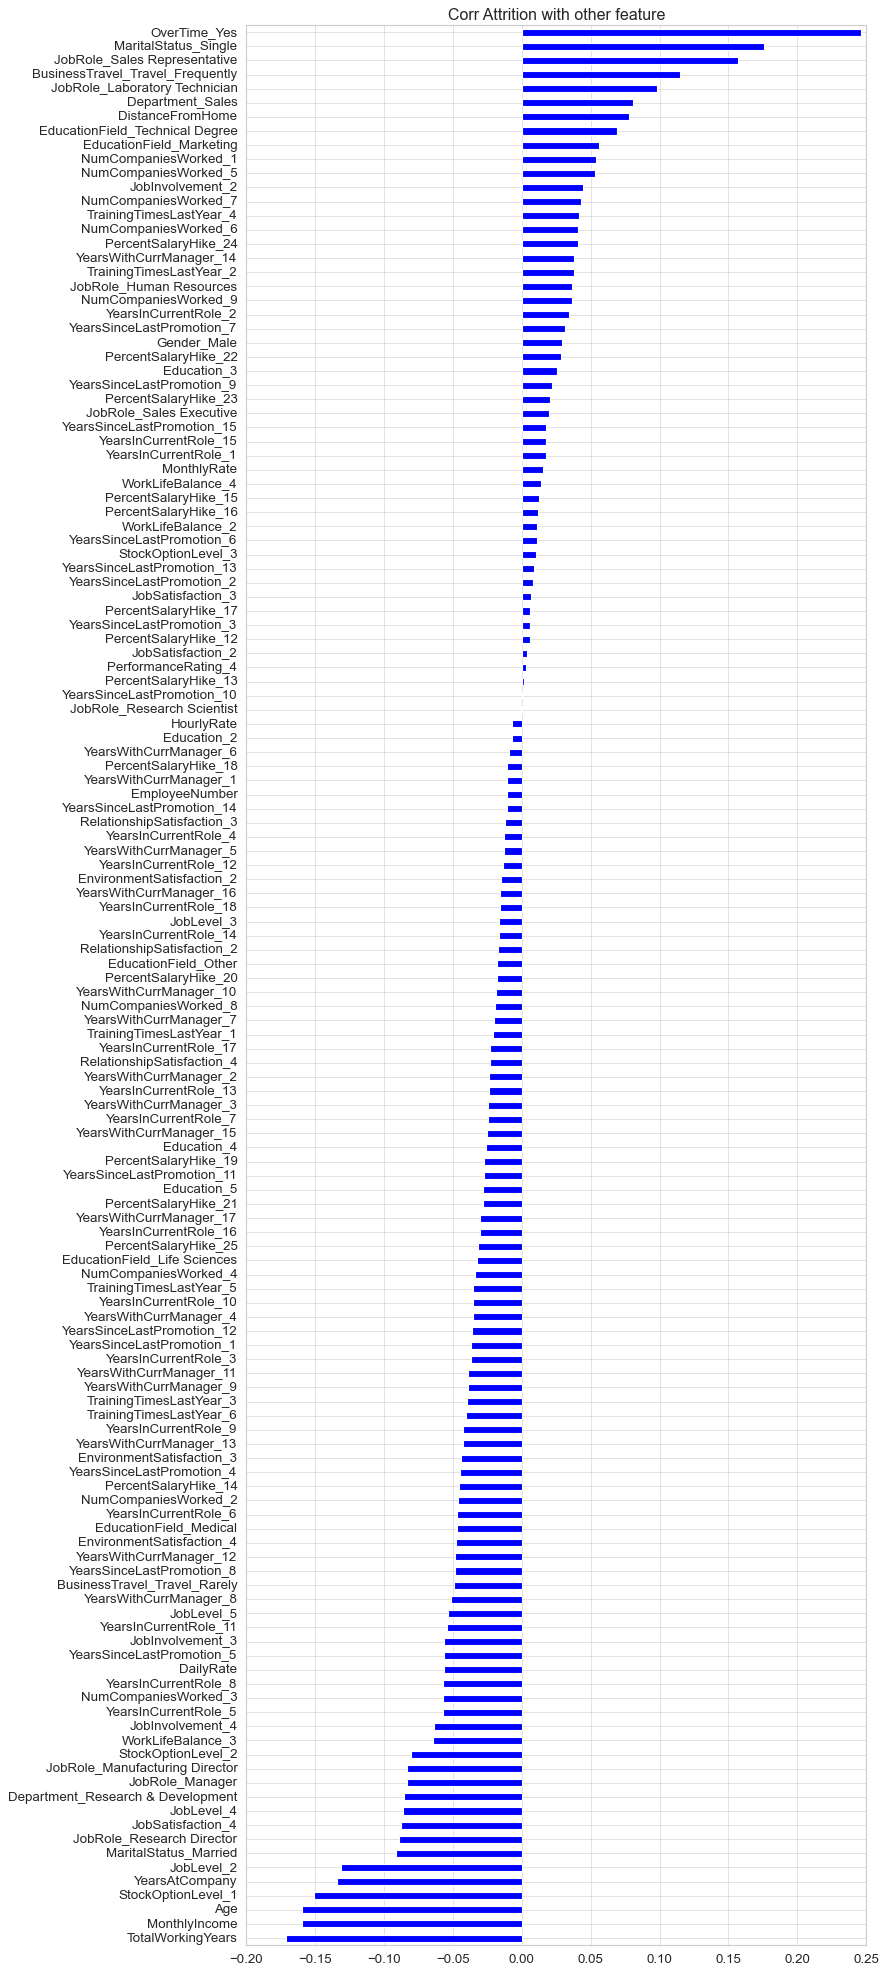 Corr Attrition with other feature
OverTime_Yes
MaritalStatus_Single
JobRole_Sales Representative
BusinessTravel_Travel_Frequently
JobRole_Laboratory Technician
Department_Sales
DistanceFromHome
EducationField_Technical Degree
EducationField_Marketing
NumCompaniesWorked_1
NumCompaniesWorked_5
JobInvolvement_2
NumCompaniesWorked_7
TrainingTimesLastYear_4
NumCompaniesWorked_6
PercentSalaryHike_24
YearsWithCurrManager_14
TrainingTimesLastYear_2
JobRole_Human Resources
NumCompaniesWorked_9
YearsInCurrentRole_2
YearsSinceLastPromotion_7
Gender_Male
PercentSalaryHike_22
Education_3
YearsSinceLastPromotion_9
PercentSalaryHike_23
JobRole_Sales Executive
YearsSinceLastPromotion_15
YearsInCurrentRole_15
YearsInCurrentRole_1
MonthlyRate
WorkLifeBalance_4
PercentSalaryHike_15
PercentSalaryHike_16
WorkLifeBalance_2
YearsSinceLastPromotion_6
StockOptionLevel_3
YearsSinceLastPromotion_13
YearsSinceLastPromotion_2
JobSatisfaction_3
PercentSalaryHike_17
YearsSinceLastPromotion_3
PercentSalaryHike_12
JobSatisfaction_2
PerformanceRating_4
PercentSalaryHike_13
YearsSinceLastPromotion_10
JobRole_Research Scientist
HourlyRate
Education_2
YearsWithCurrManager_6
PercentSalaryHike_18
YearsWithCurrManager_1
EmployeeNumber
YearsSinceLastPromotion_14
RelationshipSatisfaction_3
YearsInCurrentRole_4
YearsWithCurrManager_5
YearsInCurrentRole_12
EnvironmentSatisfaction_2
YearsWithCurrManager_16
YearsInCurrentRole_18
JobLevel_3
YearsInCurrentRole_14
RelationshipSatisfaction_2
EducationField_Other
PercentSalaryHike_20
YearsWithCurrManager_10
NumCompaniesWorked_8
YearsWithCurrManager_7
TrainingTimesLastYear_1
YearsInCurrentRole_17
RelationshipSatisfaction_4
YearsWithCurrManager_2
YearsInCurrentRole_13
YearsWithCurrManager_3
YearsInCurrentRole_7
YearsWithCurrManager_15
Education_4
PercentSalaryHike_19
YearsSinceLastPromotion_11
Education_5
PercentSalaryHike_21
YearsWithCurrManager_17
YearsInCurrentRole_16
PercentSalaryHike_25
EducationField_Life Sciences
NumCompaniesWorked_4
TrainingTimesLastYear_5
YearsInCurrentRole_10
YearsWithCurrManager_4
YearsSinceLastPromotion_12
YearsSinceLastPromotion_1
YearsInCurrentRole_3
YearsWithCurrManager_11
YearsWithCurrManager_9
TrainingTimesLastYear_3
TrainingTimesLastYear_6
YearsInCurrentRole_9
YearsWithCurrManager_13
EnvironmentSatisfaction_3
YearsSinceLastPromotion_4
PercentSalaryHike_14
NumCompaniesWorked_2
YearsInCurrentRole_6
EducationField_Medical
EnvironmentSatisfaction_4
YearsWithCurrManager_12
YearsSinceLastPromotion_8
BusinessTravel_Travel_Rarely
YearsWithCurrManager_8
JobLevel_5
YearsInCurrentRole_11
JobInvolvement_3
YearsSinceLastPromotion_5
DailyRate
YearsInCurrentRole_8
NumCompaniesWorked_3
YearsInCurrentRole_5
JobInvolvement_4
WorkLifeBalance_3
StockOptionLevel_2
JobRole_Manufacturing Director
JobRole_Manager
Department_Research & Development
JobLevel_4
JobSatisfaction_4
JobRole_Research Director
MaritalStatus_Married
JobLevel_2
YearsAtCompany
StockOptionLevel_1
Age
MonthlyIncome
TotalWorkingYears
−0.20 −0.15 −0.10 −0.05 0.00 0.05 0.10 0.15 0.20 0.25